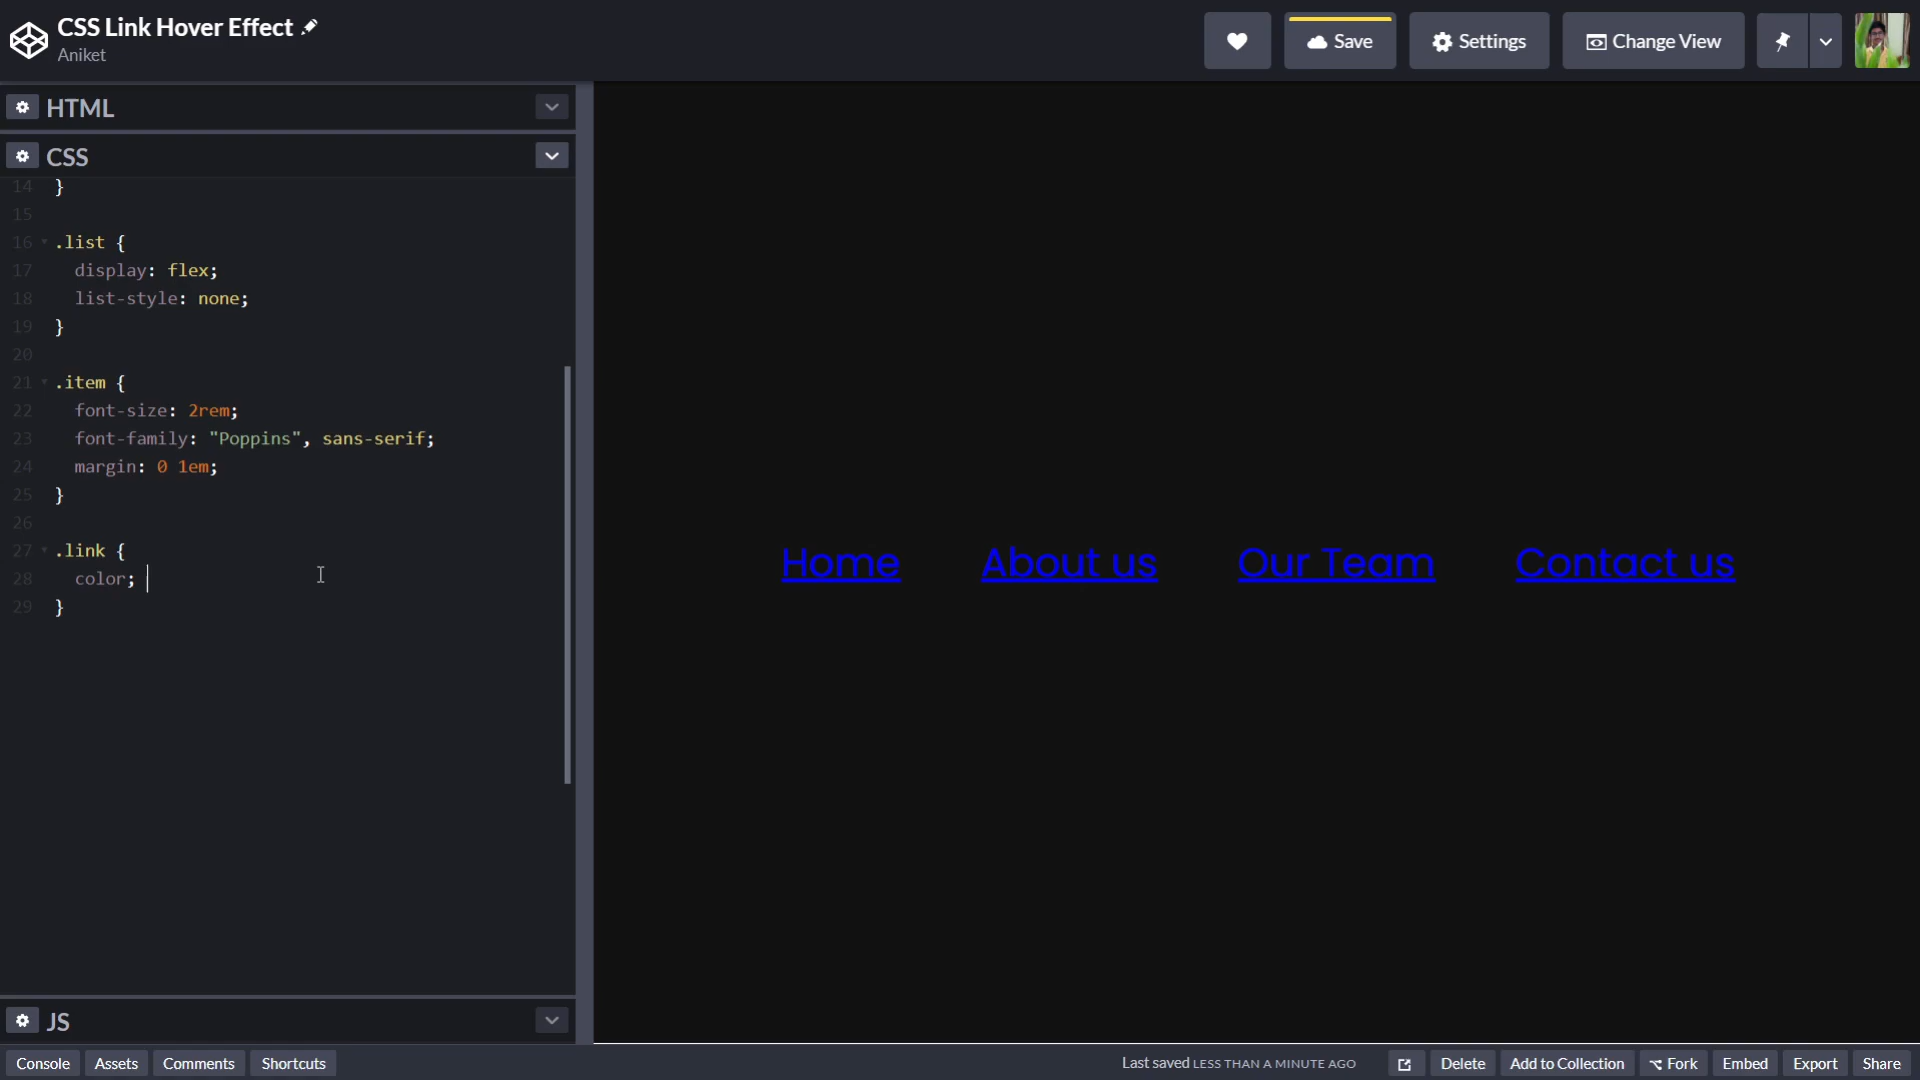 CSS Link Hover Effect
Aniket
Save
Settings
Change View
HTML
CSS
14 }
15
16 .list {
17 display: flex;
18 list-style: none;
19 }
20
21 .item {
22 font-size: 2rem;
23 font-family: "Poppins", sans-serif;
24 margin: 0 1em;
25 }
26
27 .link {
28 color;
29 }
Home About us Our Team Contact us
JS
Console Assets Comments Shortcuts
Last saved LESS THAN A MINUTE AGO
Delete Add to Collection Fork Embed Export Share